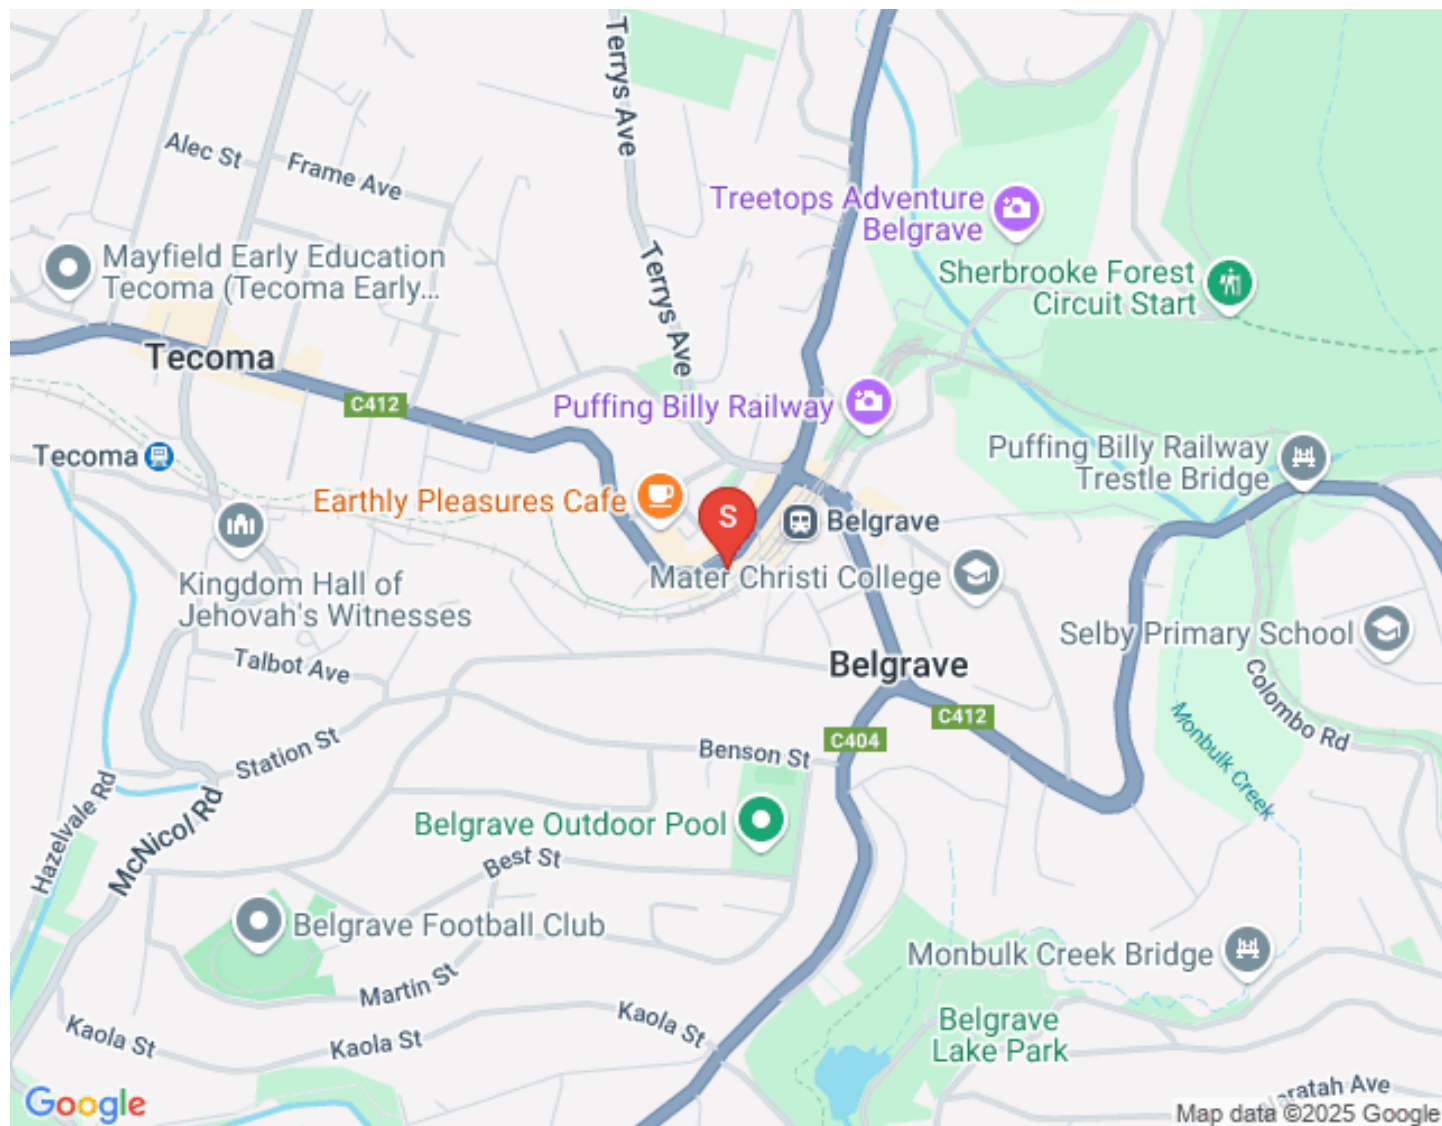 Terrys Ave
Alec St
Frame Ave
Treetops Adventure
Belgrave
Mayfield Early Education
Tecoma (Tecoma Early...
Terrys Ave
Sherbrooke Forest
Circuit Start
Tecoma
C412
Puffing Billy Railway
Tecoma
Puffing Billy Railway
Trestle Bridge
Earthly Pleasures Cafe
S
Belgrave
Kingdom Hall of
Jehovah's Witnesses
Mater Christi College
Selby Primary School
Talbot Ave
Belgrave
Colombo Rd
C412
C404
Monbulk Creek
Station St
Benson St
Hazelvale Rd
McNicol Rd
Belgrave Outdoor Pool
Best St
Belgrave Football Club
Monbulk Creek Bridge
Martin St
Kaola St
Kaola St
Kaola St
Belgrave
Lake Park
Google
Map data ©2025 Google